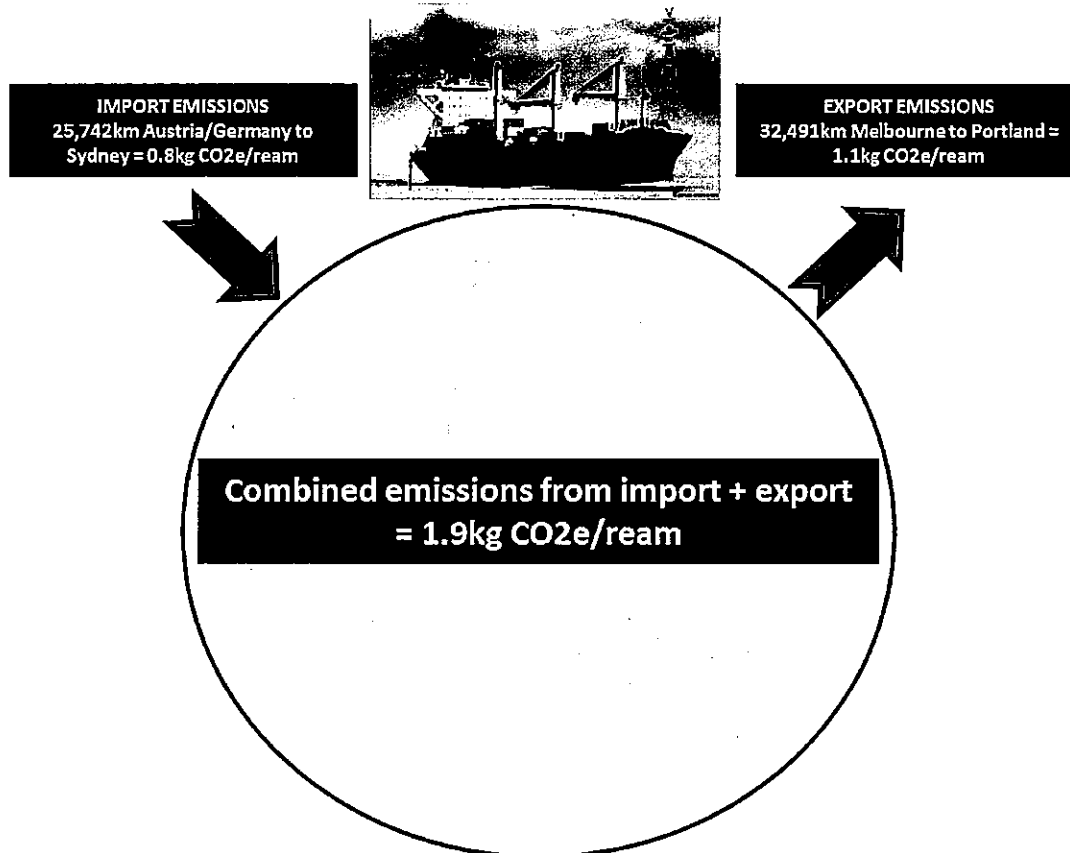 IMPORT EMISSIONS
25,742km Austria/Germany to
Sydney = 0.8kg CO2e/ream
EXPORT EMISSIONS
32,491km Melbourne to Portland =
1.1kg CO2e/ream
Combined emissions from import + export
= 1.9kg CO2e/ream